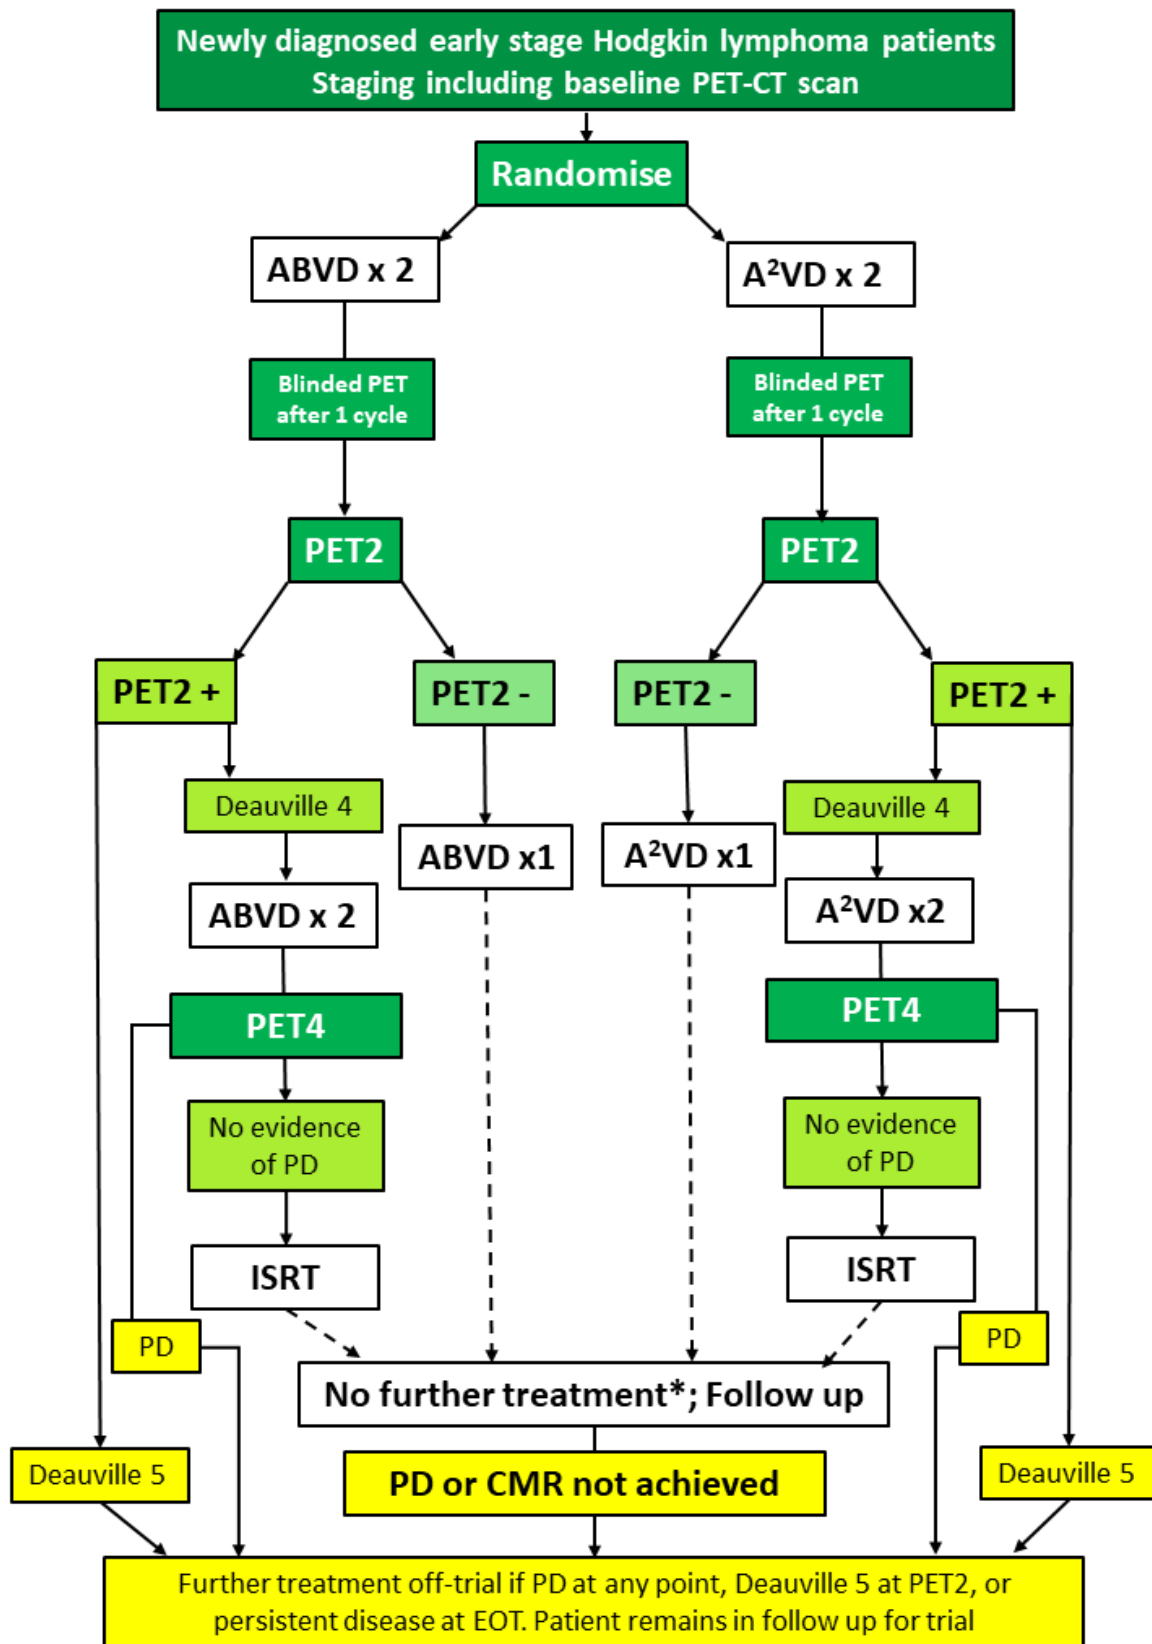 Newly diagnosed early stage Hodgkin lymphoma patients
Staging including baseline PET-CT scan
Randomise
ABVD x 2
A²VD x 2
Blinded PET
after 1 cycle
Blinded PET
after 1 cycle
PET2
PET2
PET2 +
PET2 -
PET2 -
PET2 +
Deauville 4
Deauville 4
ABVD x1
A²VD x1
ABVD x 2
A²VD x2
PET4
PET4
No evidence
of PD
No evidence
of PD
ISRT
ISRT
PD
PD
No further treatment*; Follow up
Deauville 5
PD or CMR not achieved
Deauville 5
Further treatment off-trial if PD at any point, Deauville 5 at PET2, or
persistent disease at EOT. Patient remains in follow up for trial